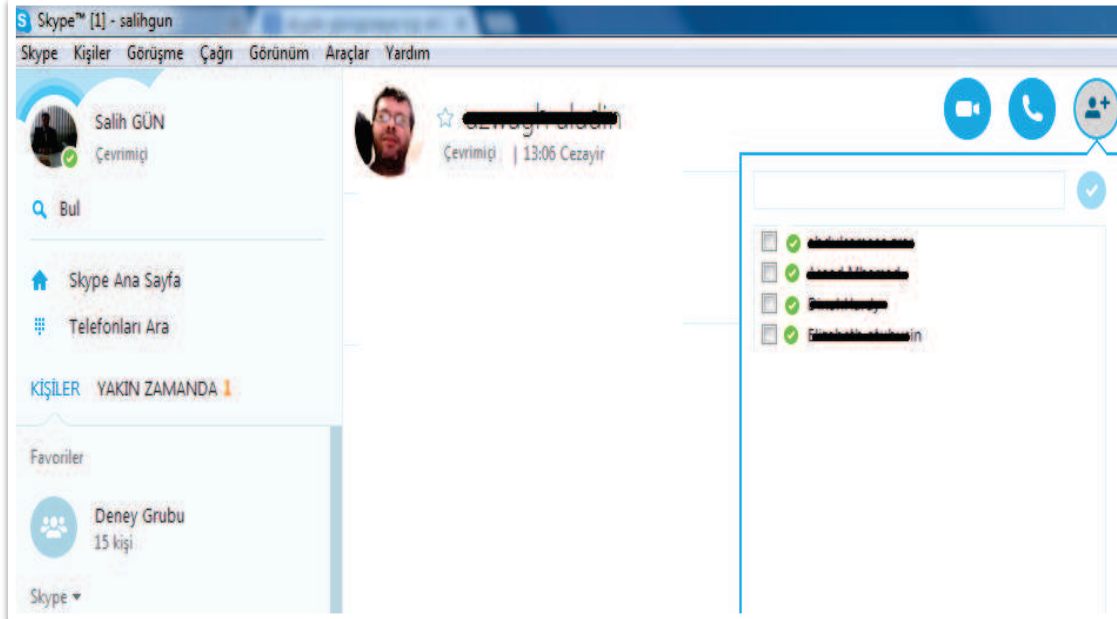 Skype™ [1] - salihgun
Skype Kişiler Görüşme Çağrı Görünüm Araçlar Yardım
Salih GÜN
Çevrimiçi
Bul
Skype Ana Sayfa
Telefonları Ara
KİŞİLER YAKIN ZAMANDA 1
Favoriler
Deney Grubu
15 kişi
Skype
Çevrimiçi | 13:06 Cezayir